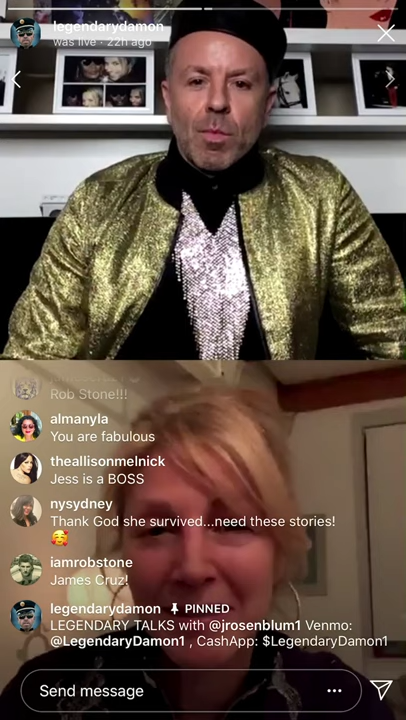 legendarydamon
was live · 22h ago
Rob Stone!!!
almanyla
You are fabulous
theallisonmelnick
Jess is a BOSS
nysydney
Thank God she survived...need these stories!
🥰
iamrobstone
James Cruz!
legendarydamon PINNED
LEGENDARY TALKS with @jrosenblum1 Venmo:
@LegendaryDamon1 , CashApp: $LegendaryDamon1
Send message